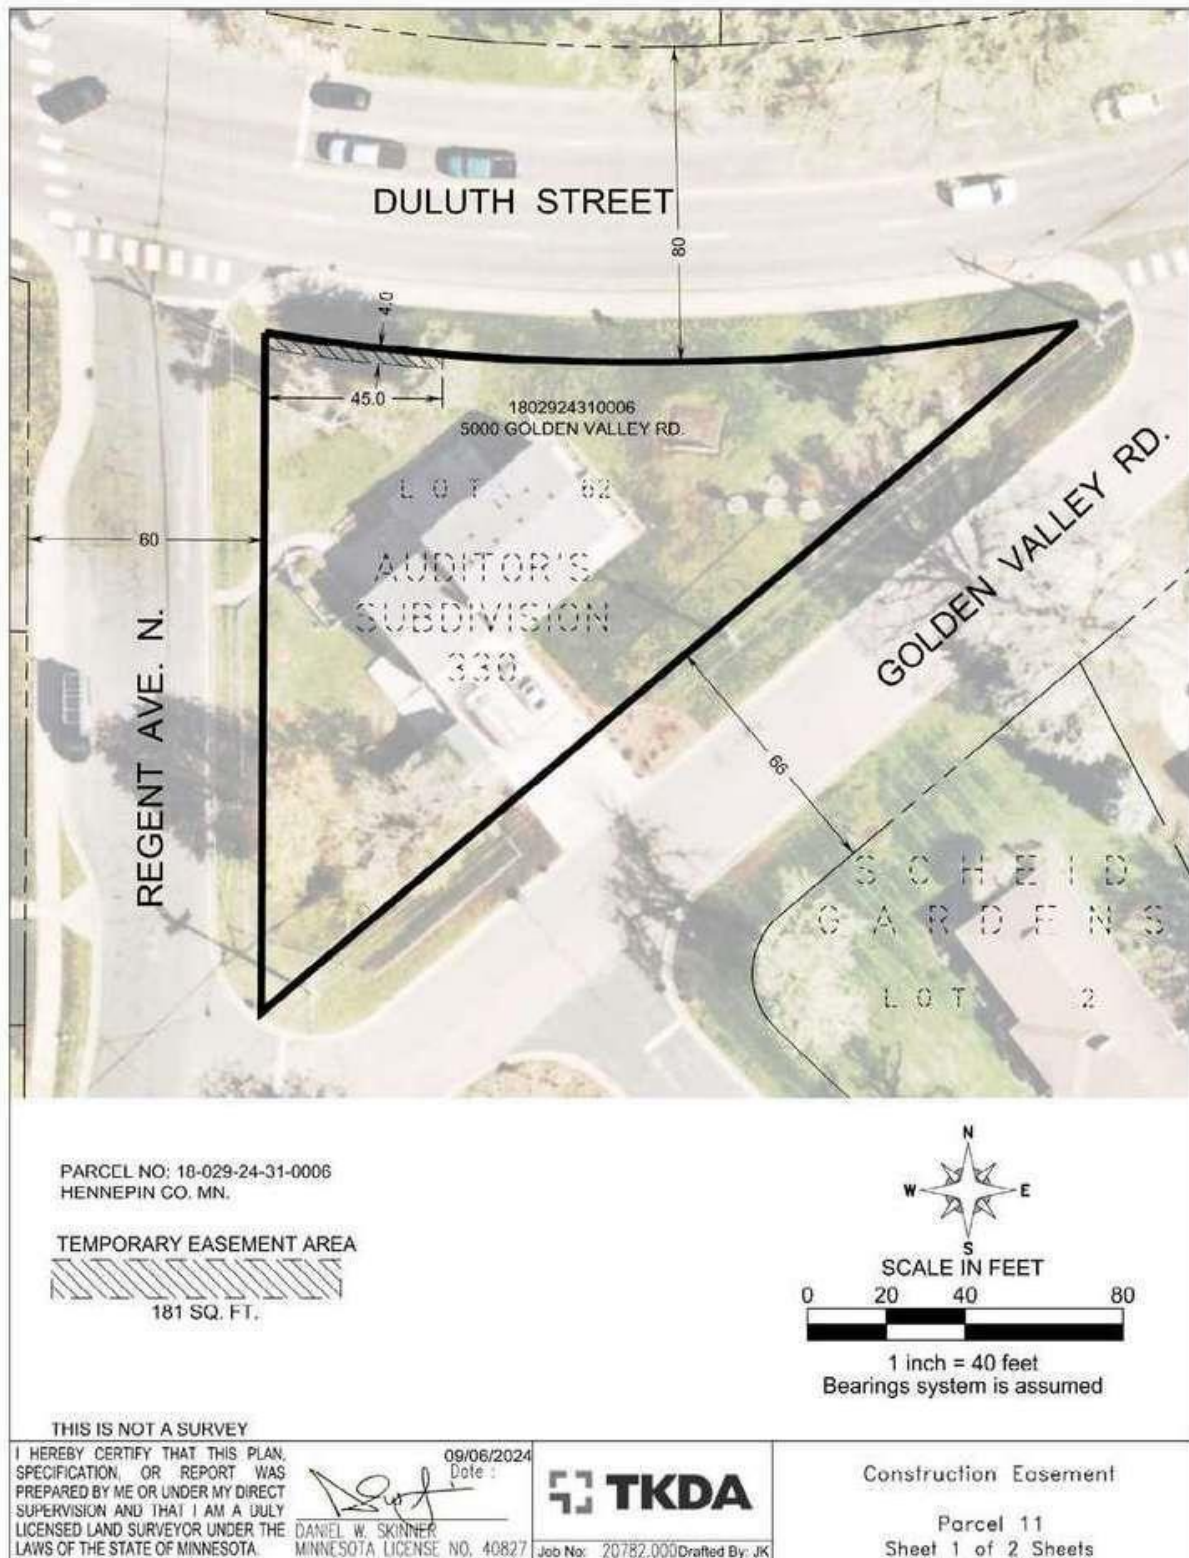 DULUTH STREET
80
4.0
45.0
1802924310006
5000 GOLDEN VALLEY RD.
LOT 62
60
AUDITOR'S
SUBDIVISION
330
REGENT AVE. N.
GOLDEN VALLEY RD.
66
SCHEID
GARDENS
LOT 2
PARCEL NO: 18-029-24-31-0006
HENNEPIN CO. MN.
TEMPORARY EASEMENT AREA
181 SQ. FT.
N
W E
S
SCALE IN FEET
0 20 40 80
1 inch = 40 feet
Bearings system is assumed
THIS IS NOT A SURVEY
I HEREBY CERTIFY THAT THIS PLAN,
SPECIFICATION, OR REPORT WAS
PREPARED BY ME OR UNDER MY DIRECT
SUPERVISION AND THAT I AM A DULY
LICENSED LAND SURVEYOR UNDER THE
LAWS OF THE STATE OF MINNESOTA.
09/06/2024
Date :
DANIEL W. SKINNER
MINNESOTA LICENSE NO. 40827
TKDA
Job No: 20782.000 Drafted By: JK
Construction Easement
Parcel 11
Sheet 1 of 2 Sheets